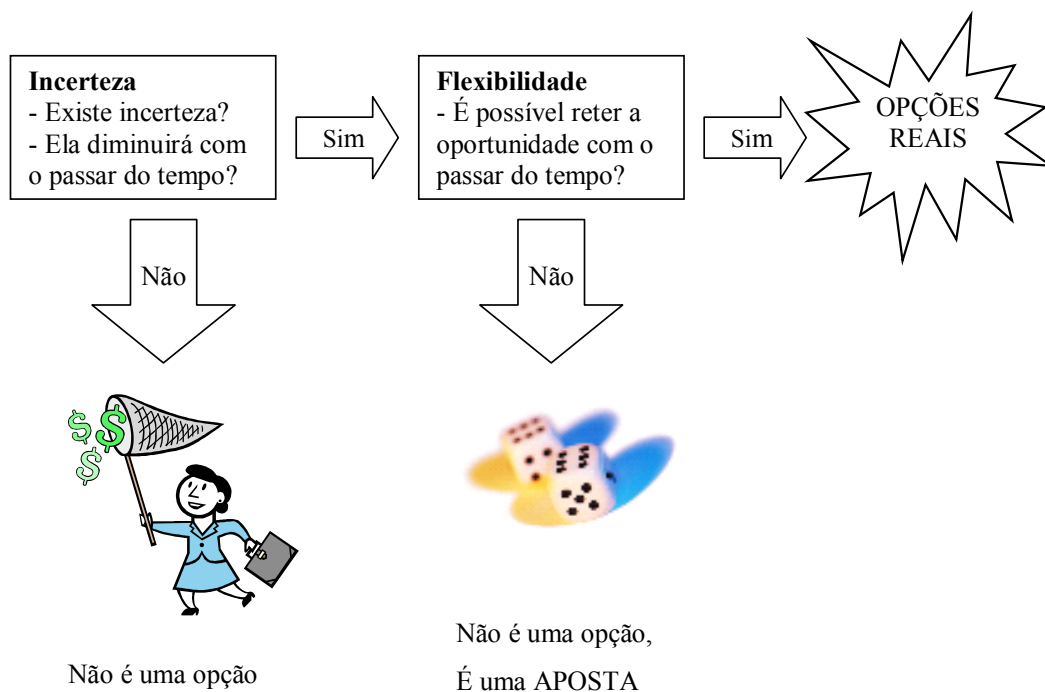 Incerteza
- Existe incerteza?
- Ela diminuirá com
o passar do tempo?
Sim
Flexibilidade
- É possível reter a
oportunidade com o
passar do tempo?
Sim
OPÇÕES
REAIS
Não
Não
$
$
$
Não é uma opção
Não é uma opção,
É uma APOSTA